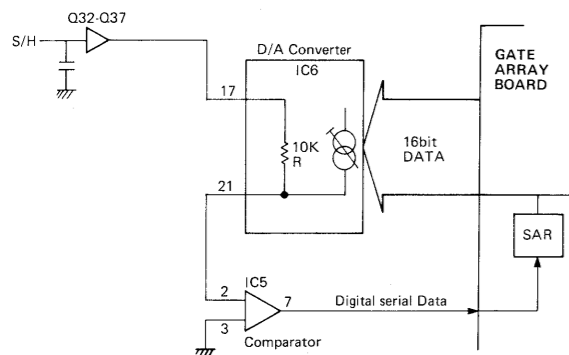 Q32-Q37
S/H
D/A Converter
IC6
GATE
ARRAY
BOARD
17
10K
R
16bit
DATA
21
SAR
IC5
2
7
Digital serial Data
3
Comparator